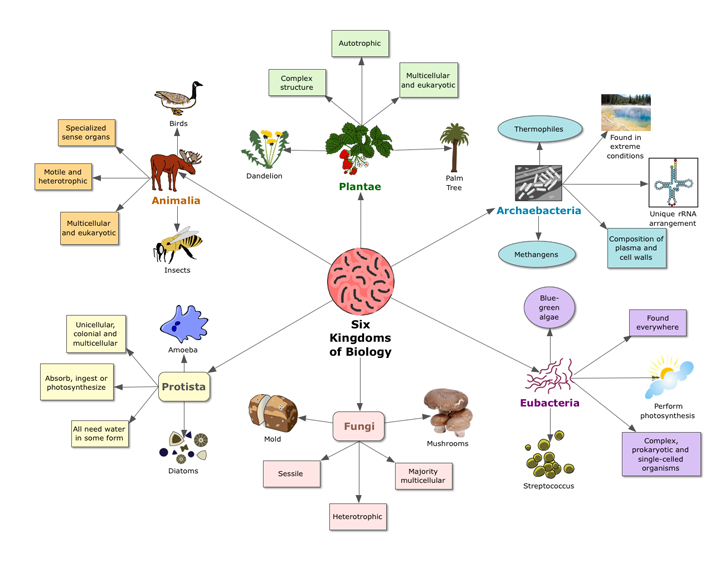 Autotrophic
Complex
structure
Multicellular
and eukaryotic
Dandelion
Palm
Tree
Plantae
Birds
Specialized
sense organs
Motile and
heterotrophic
Multicellular
and eukaryotic
Animalia
Insects
Thermophiles
Found in
extreme
conditions
Archaebacteria
Unique rRNA
arrangement
Methangens
Composition of
plasma and
cell walls
Six
Kingdoms
of Biology
Unicellular,
colonial and
multicellular
Amoeba
Absorb, ingest or
photosynthesize
Protista
All need water
in some form
Diatoms
Mold
Fungi
Mushrooms
Sessile
Majority
multicellular
Heterotrophic
Blue-
green
algae
Found
everywhere
Eubacteria
Perform
photosynthesis
Streptococcus
Complex,
prokaryotic and
single-celled
organisms